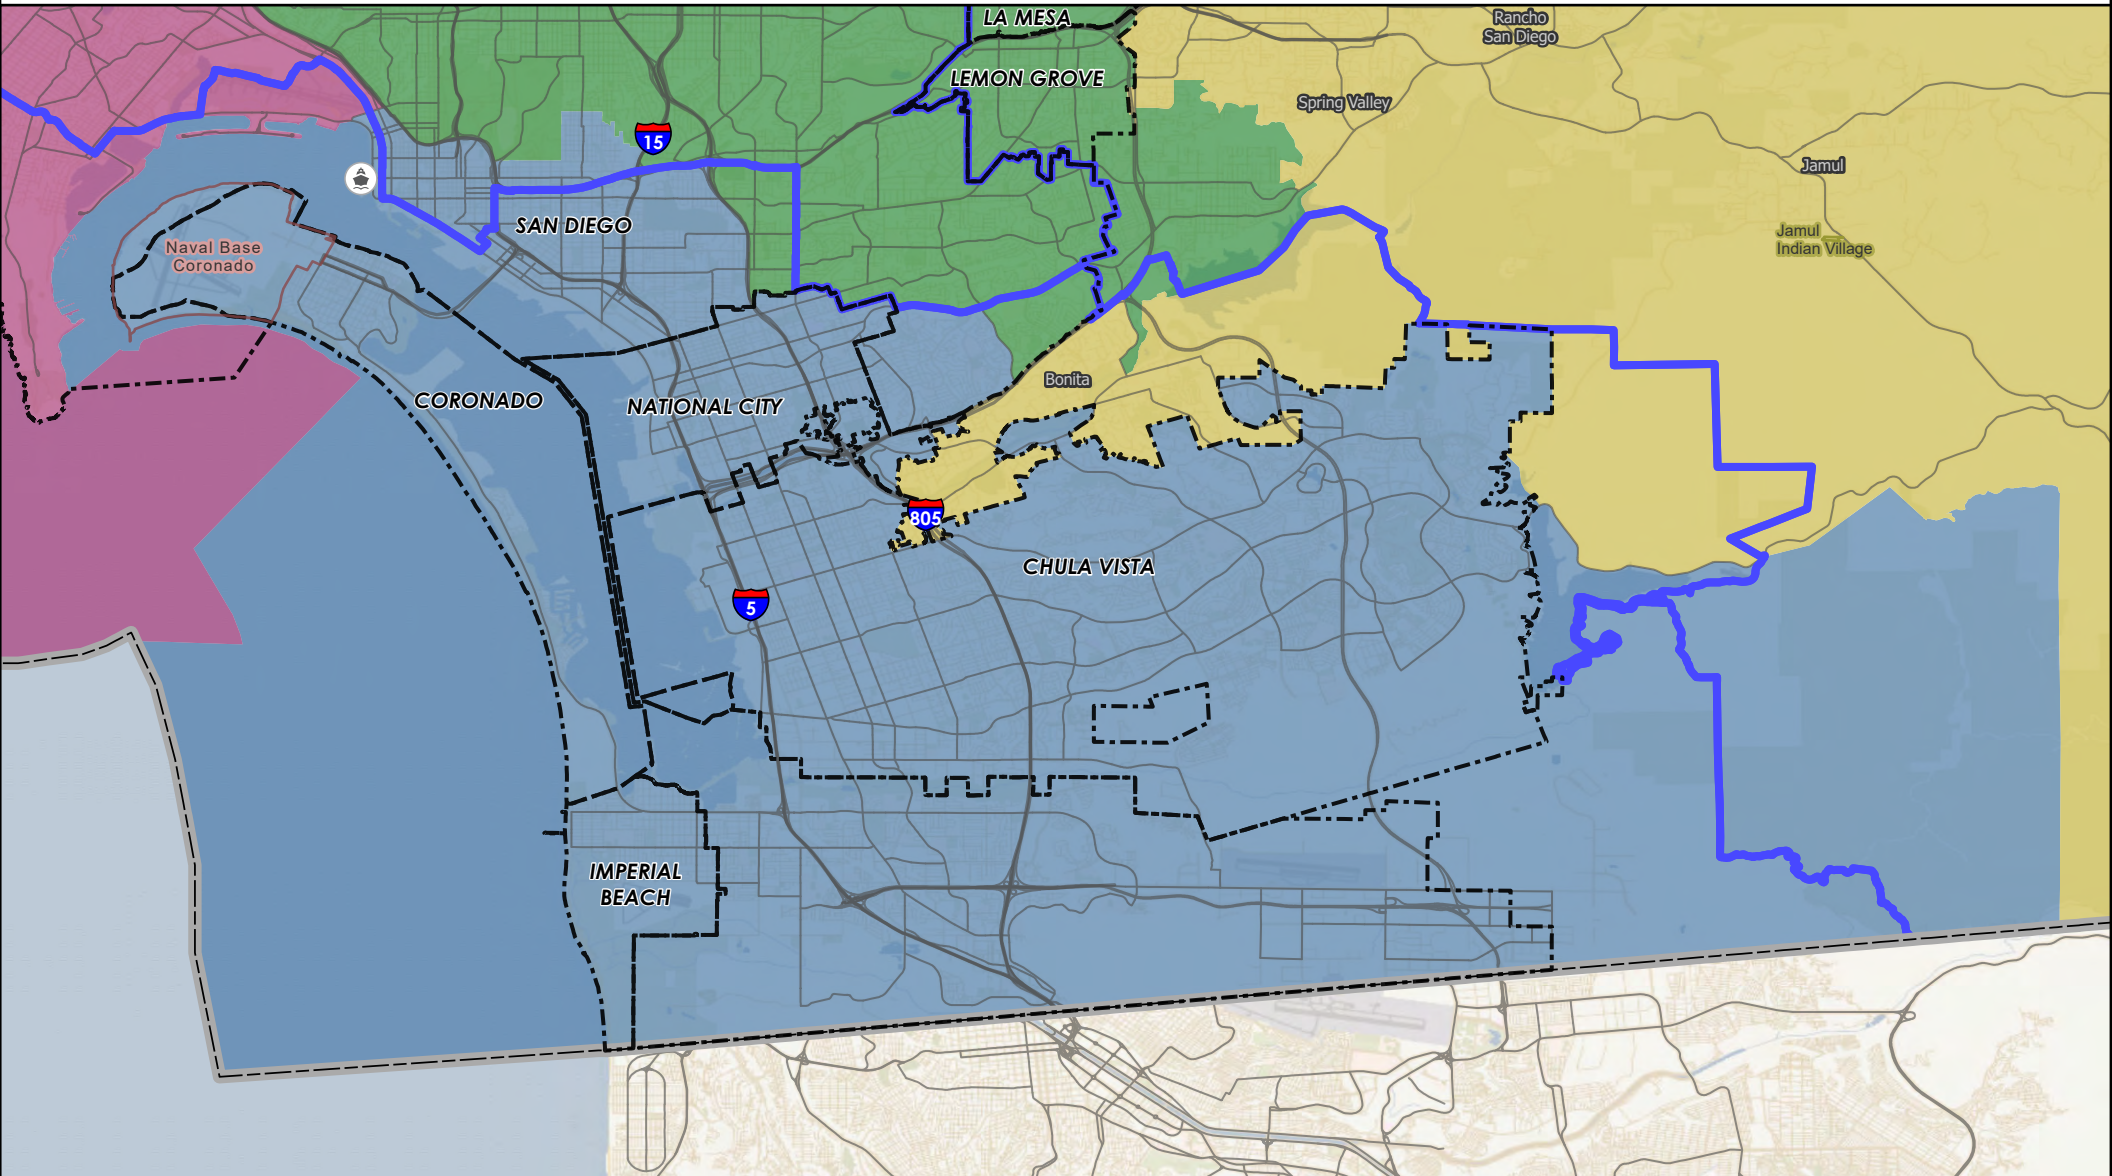 LA MESA
Rancho
San Diego
LEMON GROVE
Spring Valley
15
Jamul
SAN DIEGO
Jamul
Indian Village
Naval Base
Coronado
Bonita
CORONADO
NATIONAL CITY
805
CHULA VISTA
5
IMPERIAL
BEACH